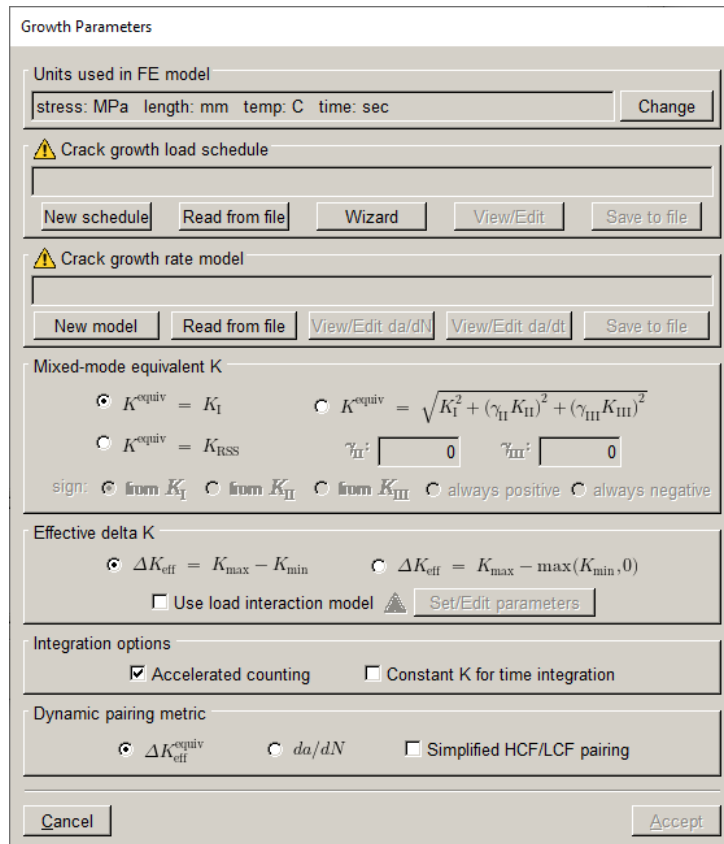 Growth Parameters
Units used in FE model
stress: MPa length: mm temp: C time: sec Change
Crack growth load schedule
New schedule Read from file Wizard View/Edit Save to file
Crack growth rate model
New model Read from file View/Edit da/dN View/Edit da/dt Save to file
Mixed-mode equivalent K
K^equiv = K_I K^equiv = √(K_I^2 + (γ_II K_II)^2 + (γ_III K_III)^2)
K^equiv = K_RSS γ_II: 0 γ_III: 0
sign: from K_I from K_II from K_III always positive always negative
Effective delta K
ΔK_eff = K_max − K_min ΔK_eff = K_max − max(K_min,0)
Use load interaction model Set/Edit parameters
Integration options
Accelerated counting Constant K for time integration
Dynamic pairing metric
ΔK_eff^equiv da/dN Simplified HCF/LCF pairing
Cancel Accept